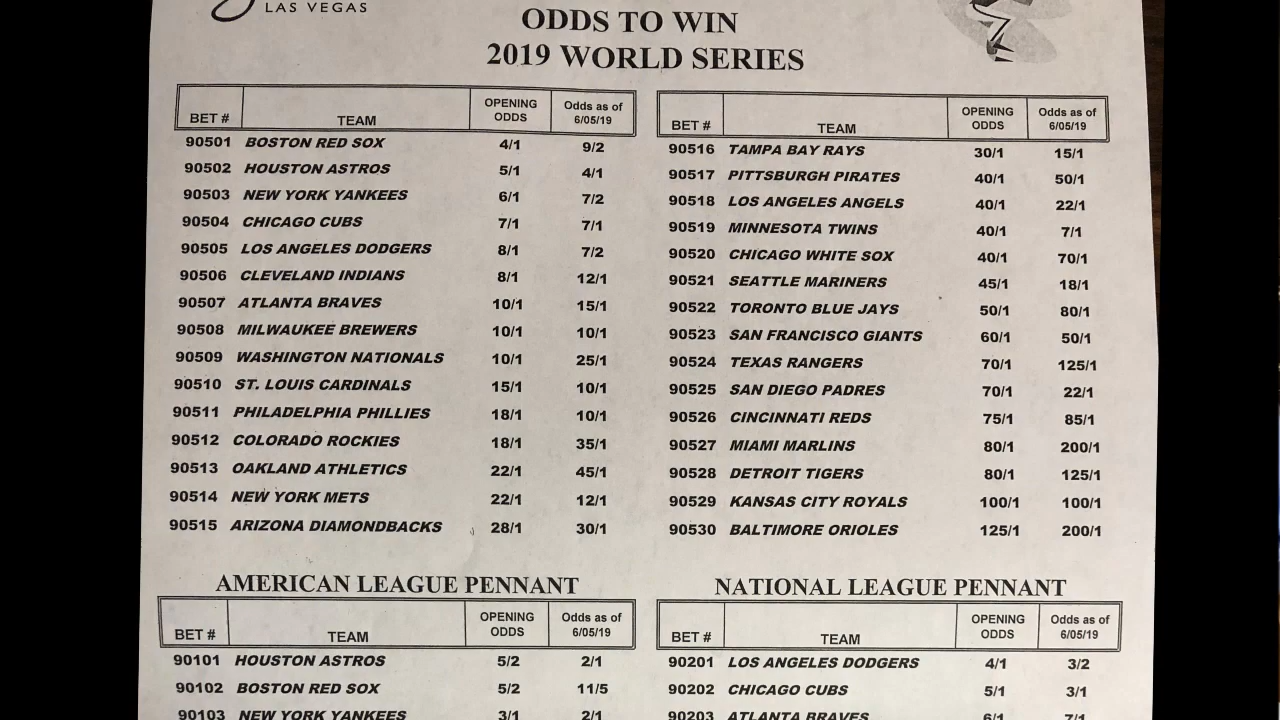 LAS VEGAS
ODDS TO WIN
2019 WORLD SERIES
BET # TEAM OPENING ODDS Odds as of 6/05/19
90501 BOSTON RED SOX 4/1 9/2
90502 HOUSTON ASTROS 5/1 4/1
90503 NEW YORK YANKEES 6/1 7/2
90504 CHICAGO CUBS 7/1 7/1
90505 LOS ANGELES DODGERS 8/1 7/2
90506 CLEVELAND INDIANS 8/1 12/1
90507 ATLANTA BRAVES 10/1 15/1
90508 MILWAUKEE BREWERS 10/1 10/1
90509 WASHINGTON NATIONALS 10/1 25/1
90510 ST. LOUIS CARDINALS 15/1 10/1
90511 PHILADELPHIA PHILLIES 18/1 10/1
90512 COLORADO ROCKIES 18/1 35/1
90513 OAKLAND ATHLETICS 22/1 45/1
90514 NEW YORK METS 22/1 12/1
90515 ARIZONA DIAMONDBACKS 28/1 30/1
BET # TEAM OPENING ODDS Odds as of 6/05/19
90516 TAMPA BAY RAYS 30/1 15/1
90517 PITTSBURGH PIRATES 40/1 50/1
90518 LOS ANGELES ANGELS 40/1 22/1
90519 MINNESOTA TWINS 40/1 7/1
90520 CHICAGO WHITE SOX 40/1 70/1
90521 SEATTLE MARINERS 45/1 18/1
90522 TORONTO BLUE JAYS 50/1 80/1
90523 SAN FRANCISCO GIANTS 60/1 50/1
90524 TEXAS RANGERS 70/1 125/1
90525 SAN DIEGO PADRES 70/1 22/1
90526 CINCINNATI REDS 75/1 85/1
90527 MIAMI MARLINS 80/1 200/1
90528 DETROIT TIGERS 80/1 125/1
90529 KANSAS CITY ROYALS 100/1 100/1
90530 BALTIMORE ORIOLES 125/1 200/1
AMERICAN LEAGUE PENNANT
BET # TEAM OPENING ODDS Odds as of 6/05/19
90101 HOUSTON ASTROS 5/2 2/1
90102 BOSTON RED SOX 5/2 11/5
90103 NEW YORK YANKEES 3/1 2/1
NATIONAL LEAGUE PENNANT
BET # TEAM OPENING ODDS Odds as of 6/05/19
90201 LOS ANGELES DODGERS 4/1 3/2
90202 CHICAGO CUBS 5/1 3/1
90203 ATLANTA BRAVES 6/1 7/1